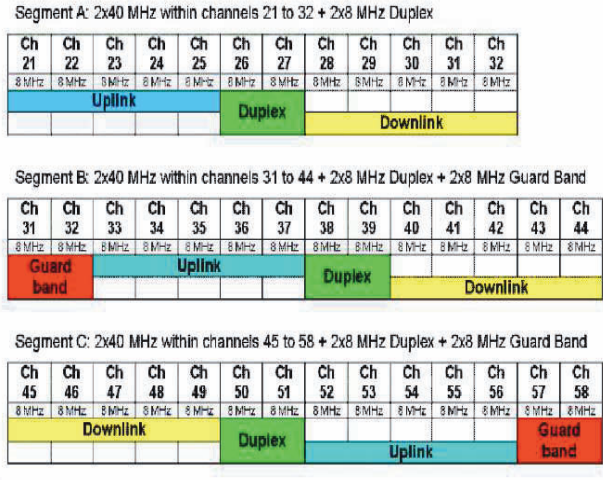 Segment A: 2x40 MHz within channels 21 to 32 + 2x8 MHz Duplex
Ch Ch Ch Ch Ch Ch Ch Ch Ch Ch Ch Ch
21 22 23 24 25 26 27 28 29 30 31 32
8 MHz 8 MHz 8 MHz 8 MHz 8 MHz 8 MHz 8 MHz 8 MHz 8 MHz 8 MHz 8 MHz 8 MHz
Uplink
Duplex
Downlink
Segment B: 2x40 MHz within channels 31 to 44 + 2x8 MHz Duplex + 2x8 MHz Guard Band
Ch Ch Ch Ch Ch Ch Ch Ch Ch Ch Ch Ch Ch Ch
31 32 33 34 35 36 37 38 39 40 41 42 43 44
8 MHz 8 MHz 8 MHz 8 MHz 8 MHz 8 MHz 8 MHz 8 MHz 8 MHz 8 MHz 8 MHz 8 MHz 8 MHz 8 MHz
Guard Uplink
band Duplex Downlink
Segment C: 2x40 MHz within channels 45 to 58 + 2x8 MHz Duplex + 2x8 MHz Guard Band
Ch Ch Ch Ch Ch Ch Ch Ch Ch Ch Ch Ch Ch Ch
45 46 47 48 49 50 51 52 53 54 55 56 57 58
8 MHz 8 MHz 8 MHz 8 MHz 8 MHz 8 MHz 8 MHz 8 MHz 8 MHz 8 MHz 8 MHz 8 MHz 8 MHz 8 MHz
Downlink Guard
Duplex Uplink band